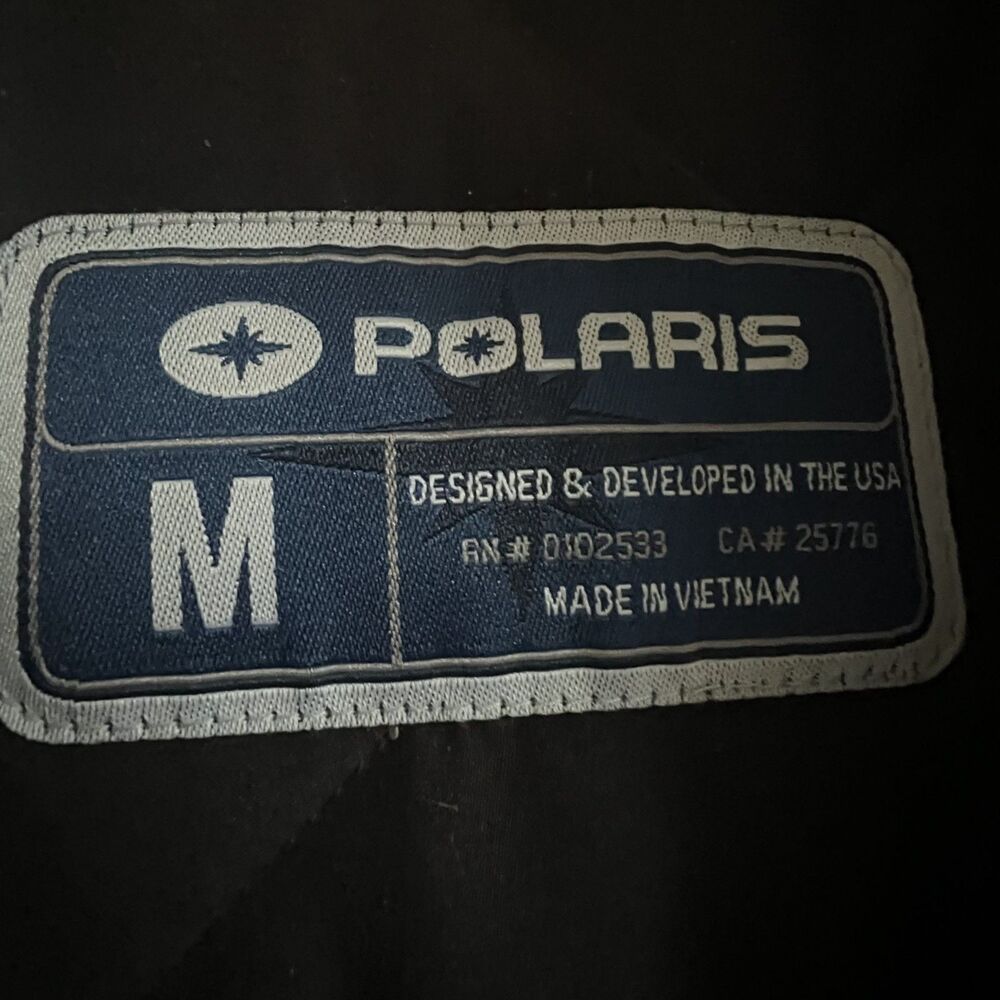 POLARIS
M
DESIGNED & DEVELOPED IN THE USA
RN# 0102533 CA# 25776
MADE IN VIETNAM